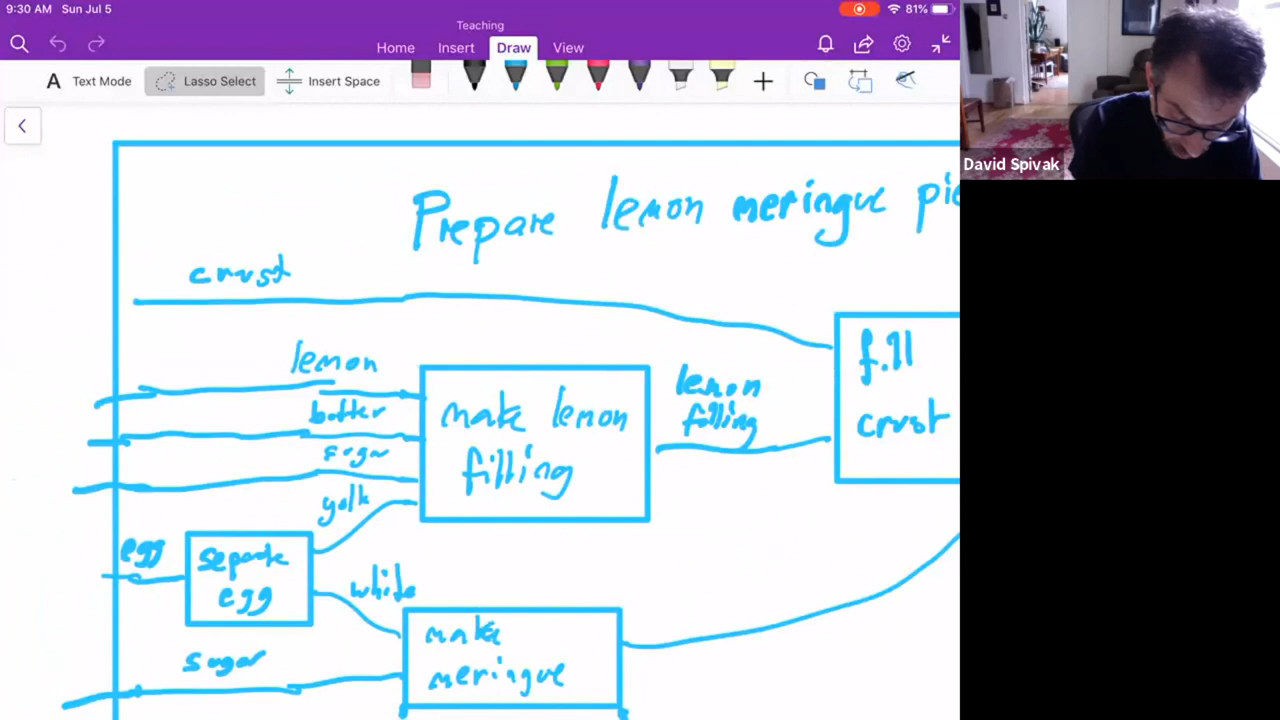 9:30 AM Sun Jul 5
81%
Teaching
Home Insert Draw View
A Text Mode Lasso Select Insert Space
David Spivak
Prepare lemon meringue pie
crust
lemon
butter
sugar
yolk
make lemon
filling
lemon
filling
fill
crust
egg
separate
egg
white
sugar
make
meringue